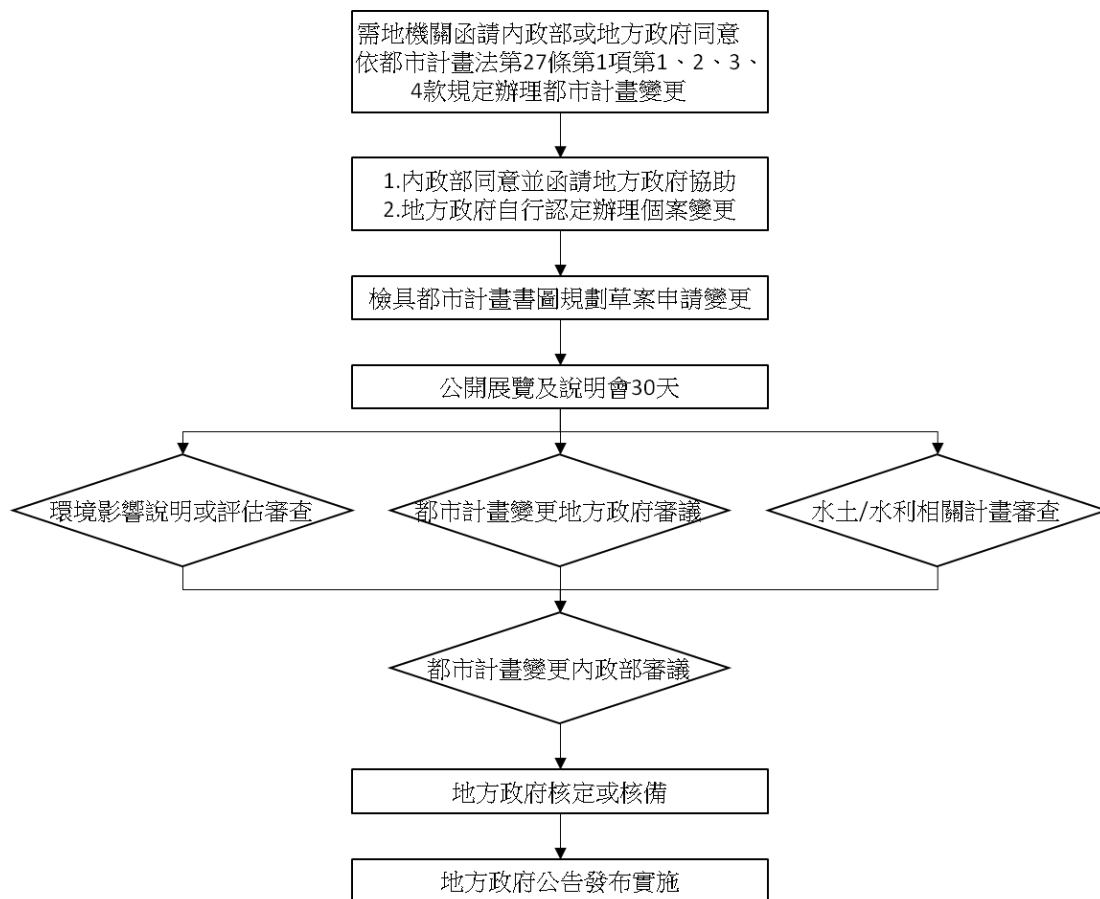 需地機關函請內政部或地方政府同意
依都市計畫法第27條第1項第1、2、3、
4款規定辦理都市計畫變更
1.內政部同意並函請地方政府協助
2.地方政府自行認定辦理個案變更
檢具都市計畫書圖規劃草案申請變更
公開展覽及說明會30天
環境影響說明或評估審查
都市計畫變更地方政府審議
水土/水利相關計畫審查
都市計畫變更內政部審議
地方政府核定或核備
地方政府公告發布實施